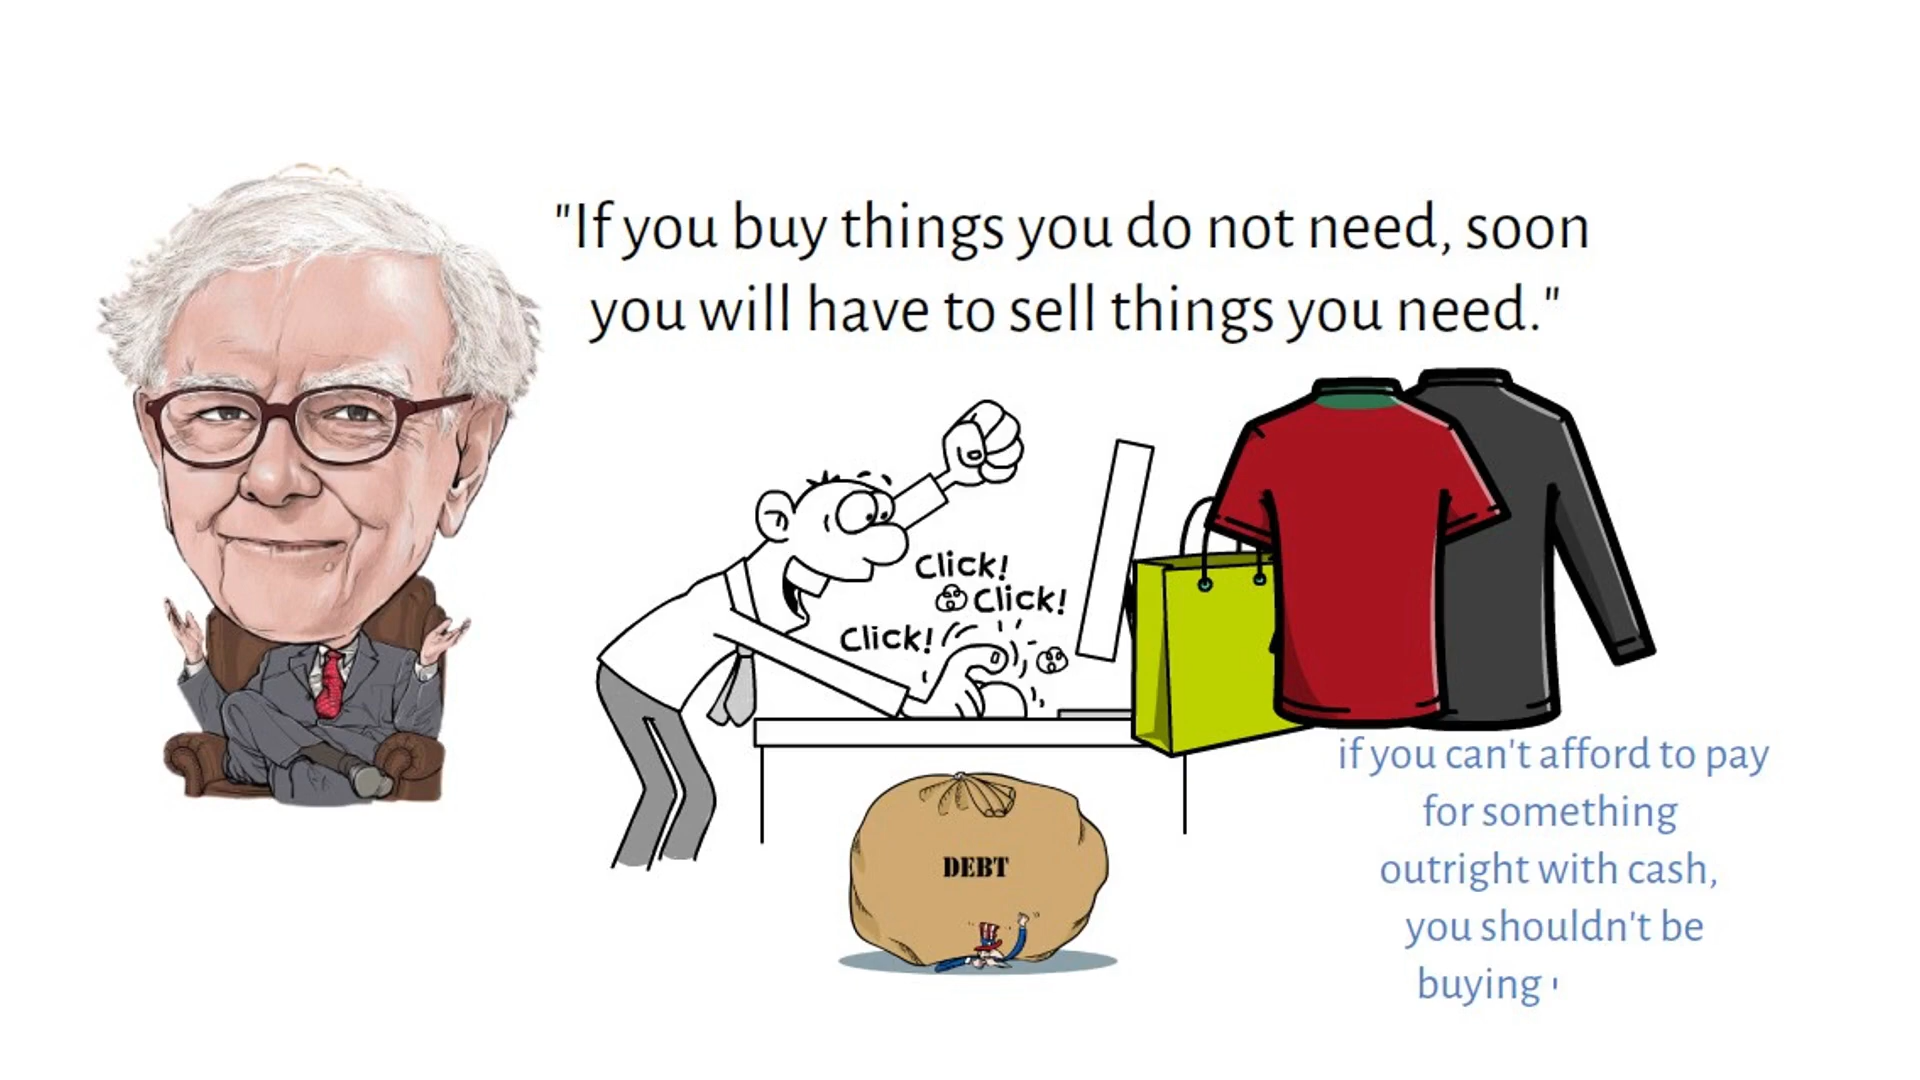 "If you buy things you do not need, soon
you will have to sell things you need."
Click!
Click!
Click!
DEBT
if you can't afford to pay
for something
outright with cash,
you shouldn't be
buying